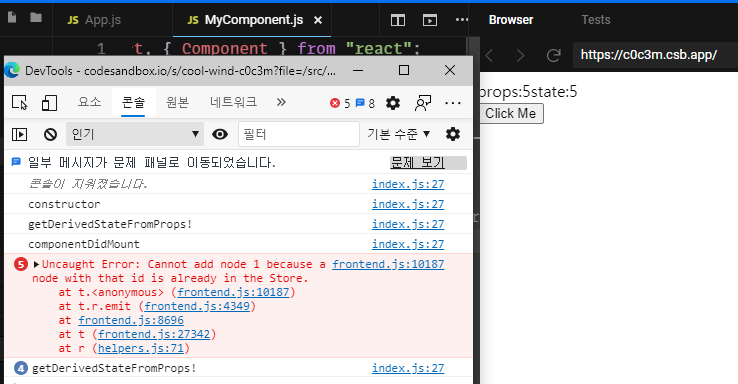 JS App.js JS MyComponent.js ×
1 t, { Component } from "react";
Browser Tests
https://c0c3m.csb.app/
props:5state:5
Click Me
DevTools - codesandbox.io/s/cool-wind-c0c3m?file=/src/...
요소 콘솔 원본 네트워크 » 5 8
인기 ▼ 필터 기본 수준 ▼
일부 메시지가 문제 패널로 이동되었습니다. 문제 보기
콘솔이 지워졌습니다. index.js:27
constructor index.js:27
getDerivedStateFromProps! index.js:27
componentDidMount index.js:27
5 ▶Uncaught Error: Cannot add node 1 because a frontend.js:10187
node with that id is already in the Store.
at t.<anonymous> (frontend.js:10187)
at t.r.emit (frontend.js:4349)
at frontend.js:8696
at t (frontend.js:27342)
at r (helpers.js:71)
4 getDerivedStateFromProps! index.js:27